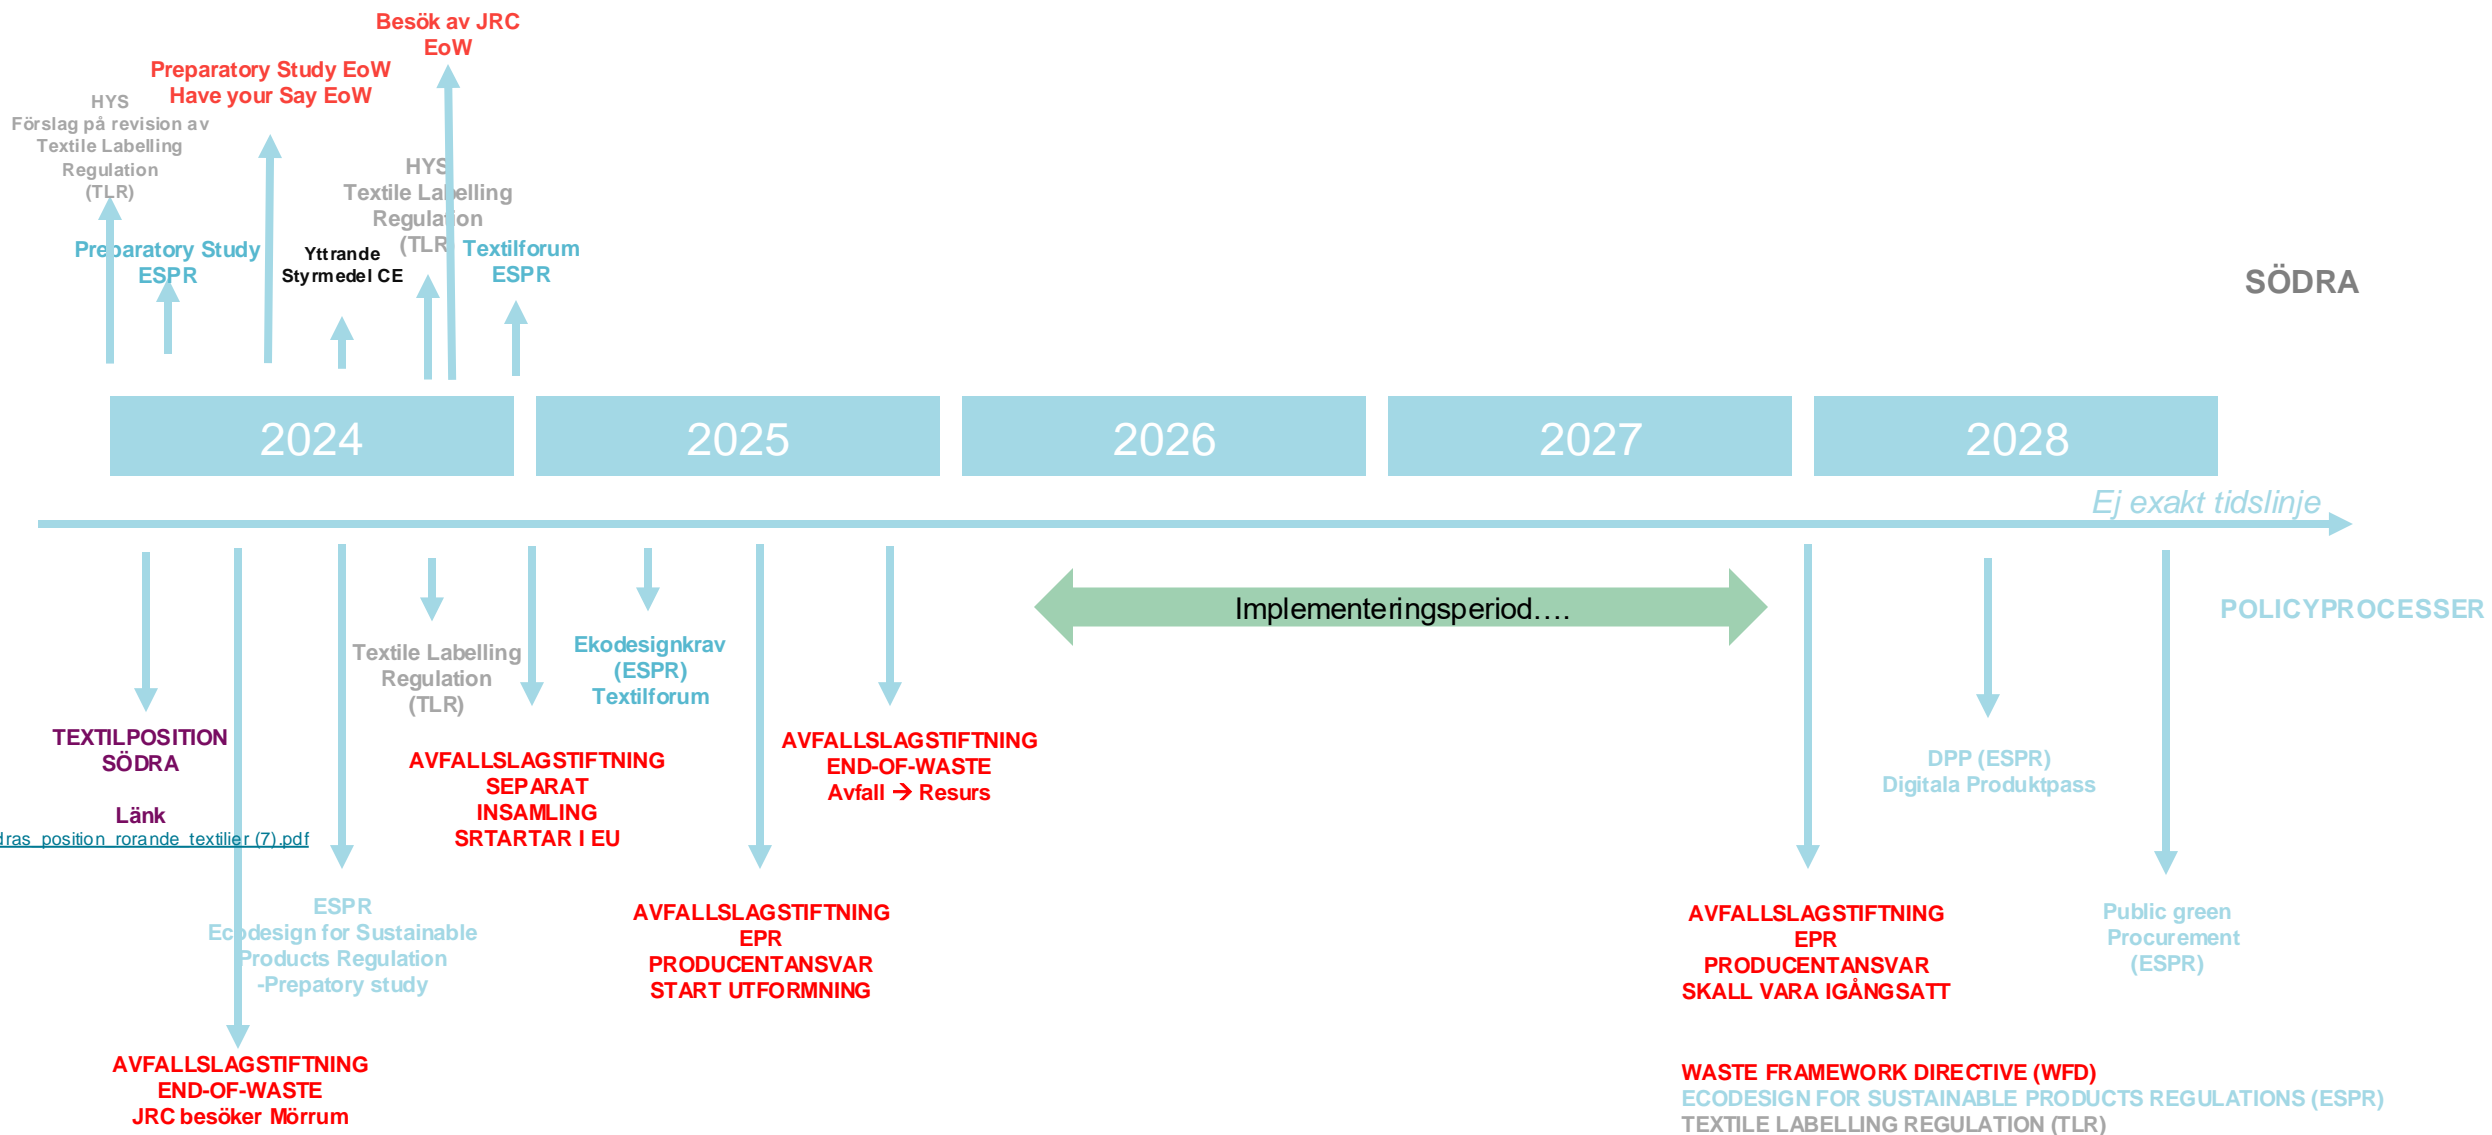 Besök av JRC
EoW
Preparatory Study EoW
Have your Say EoW
HYS
Förslag på revision av
Textile Labelling
Regulation
(TLR)
HYS
Textile Labelling
Regulation
(TLR)
Preparatory Study
ESPR
Yttrande
Styrmedel CE
Textilforum
ESPR
SÖDRA
2024
2025
2026
2027
2028
Ej exakt tidslinje
Implementeringsperiod....
POLICYPROCESSER
Textile Labelling
Regulation
(TLR)
Ekodesignkrav
(ESPR)
Textilforum
TEXTILPOSITION
SÖDRA
Länk
dras_position_rorande_textilier (7).pdf
AVFALLSLAGSTIFTNING
SEPARAT
INSAMLING
SRTARTAR I EU
AVFALLSLAGSTIFTNING
END-OF-WASTE
Avfall → Resurs
DPP (ESPR)
Digitala Produktpass
ESPR
Ecodesign for Sustainable
Products Regulation
-Prepatory study
AVFALLSLAGSTIFTNING
EPR
PRODUCENTANSVAR
START UTFORMNING
AVFALLSLAGSTIFTNING
EPR
PRODUCENTANSVAR
SKALL VARA IGÅNGSATT
Public green
Procurement
(ESPR)
AVFALLSLAGSTIFTNING
END-OF-WASTE
JRC besöker Mörrum
WASTE FRAMEWORK DIRECTIVE (WFD)
ECODESIGN FOR SUSTAINABLE PRODUCTS REGULATIONS (ESPR)
TEXTILE LABELLING REGULATION (TLR)